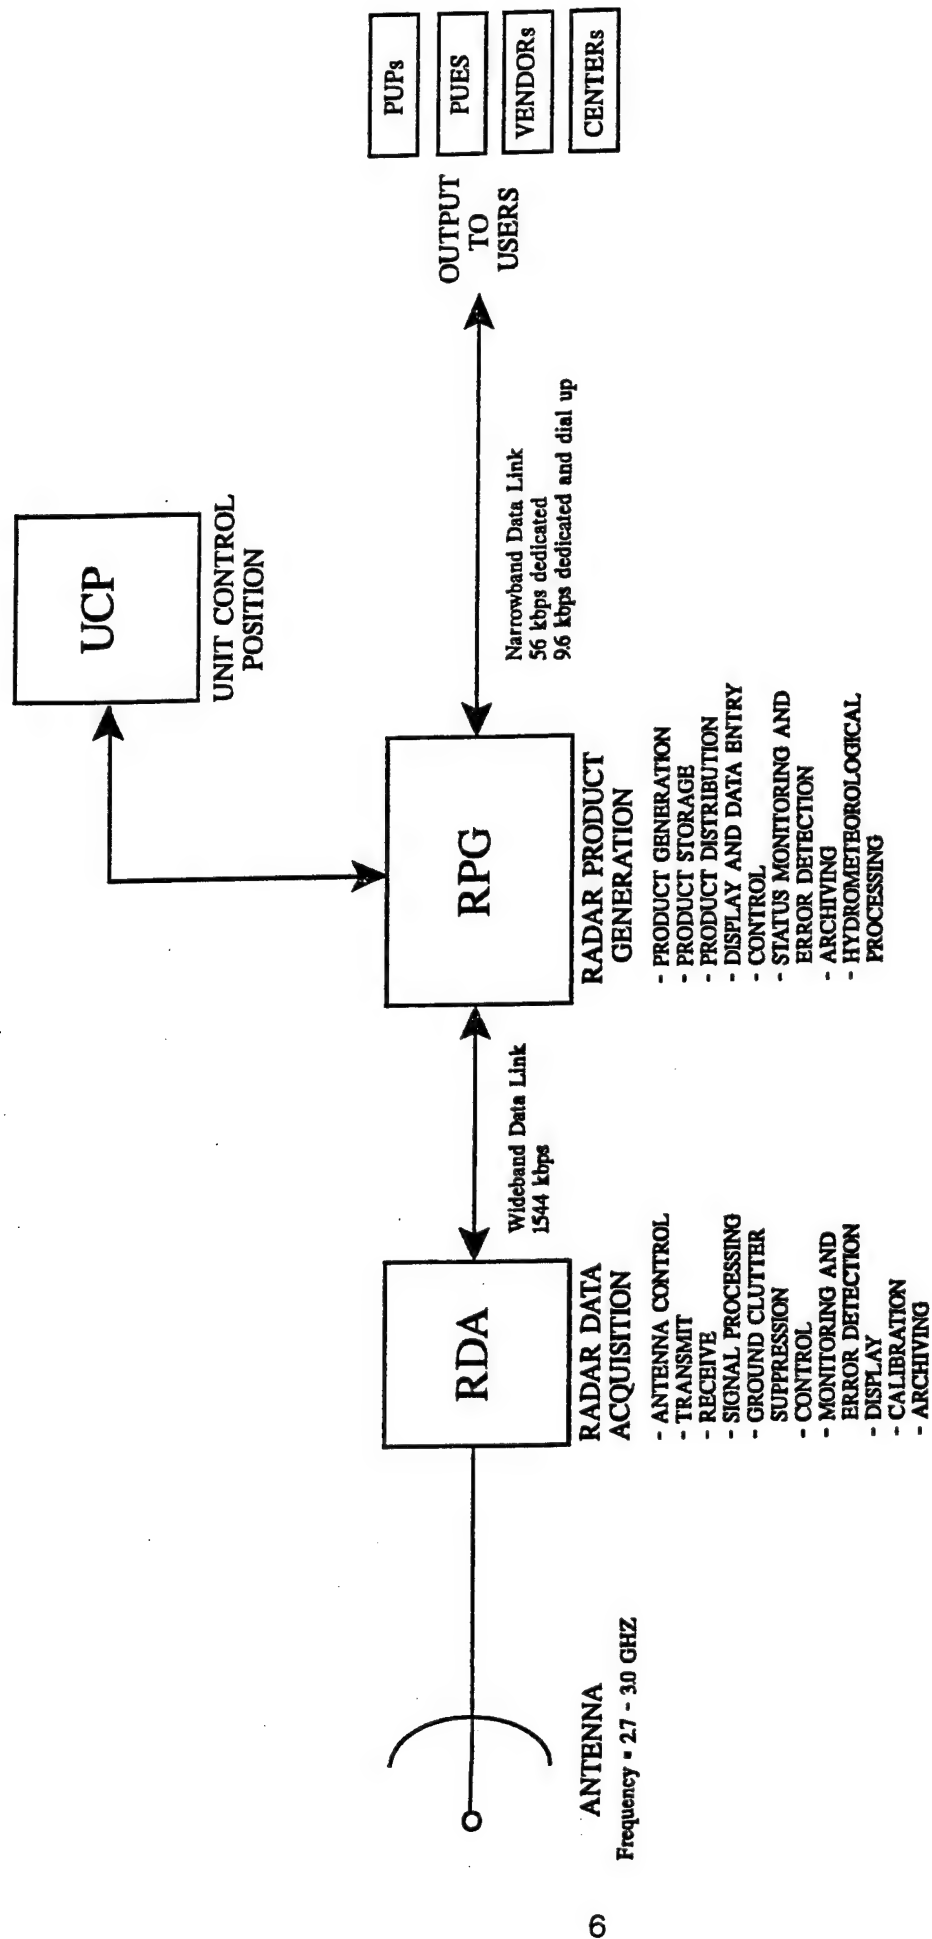 UCP
UNIT CONTROL
POSITION
ANTENNA
Frequency = 2.7 - 3.0 GHZ
RDA
RADAR DATA
ACQUISITION
- ANTENNA CONTROL
- TRANSMIT
- RECEIVE
- SIGNAL PROCESSING
- GROUND CLUTTER
SUPPRESSION
- CONTROL
- MONITORING AND
ERROR DETECTION
- DISPLAY
- CALIBRATION
- ARCHIVING
Wideband Data Link
1544 kbps
RPG
RADAR PRODUCT
GENERATION
- PRODUCT GENERATION
- PRODUCT STORAGE
- PRODUCT DISTRIBUTION
- DISPLAY AND DATA ENTRY
- CONTROL
- STATUS MONITORING AND
ERROR DETECTION
- ARCHIVING
- HYDROMETEOROLOGICAL
PROCESSING
Narrowband Data Link
56 kbps dedicated
9.6 kbps dedicated and dial up
OUTPUT
TO
USERS
PUPs
PUES
VENDORs
CENTERs
6